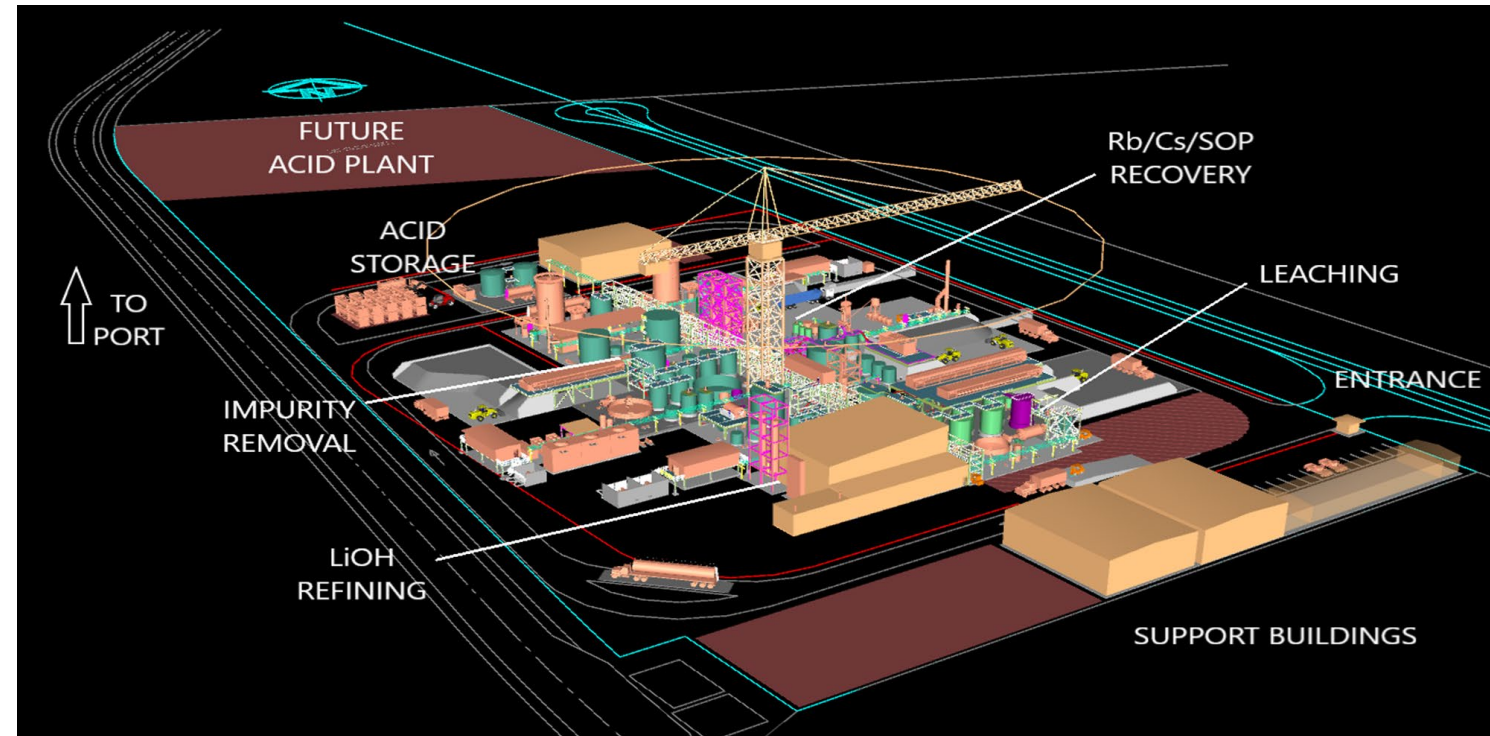 FUTURE
ACID PLANT
Rb/Cs/SOP
RECOVERY
ACID
STORAGE
LEACHING
TO
PORT
ENTRANCE
IMPURITY
REMOVAL
LiOH
REFINING
SUPPORT BUILDINGS